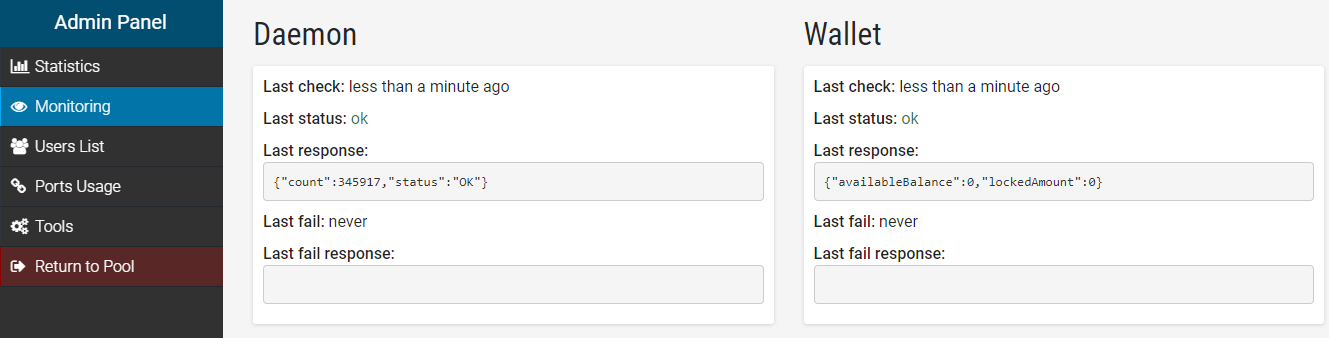 Admin Panel
Statistics
Monitoring
Users List
Ports Usage
Tools
Return to Pool
Daemon
Last check: less than a minute ago
Last status: ok
Last response:
{"count":345917,"status":"OK"}
Last fail: never
Last fail response:
Wallet
Last check: less than a minute ago
Last status: ok
Last response:
{"availableBalance":0,"lockedAmount":0}
Last fail: never
Last fail response: